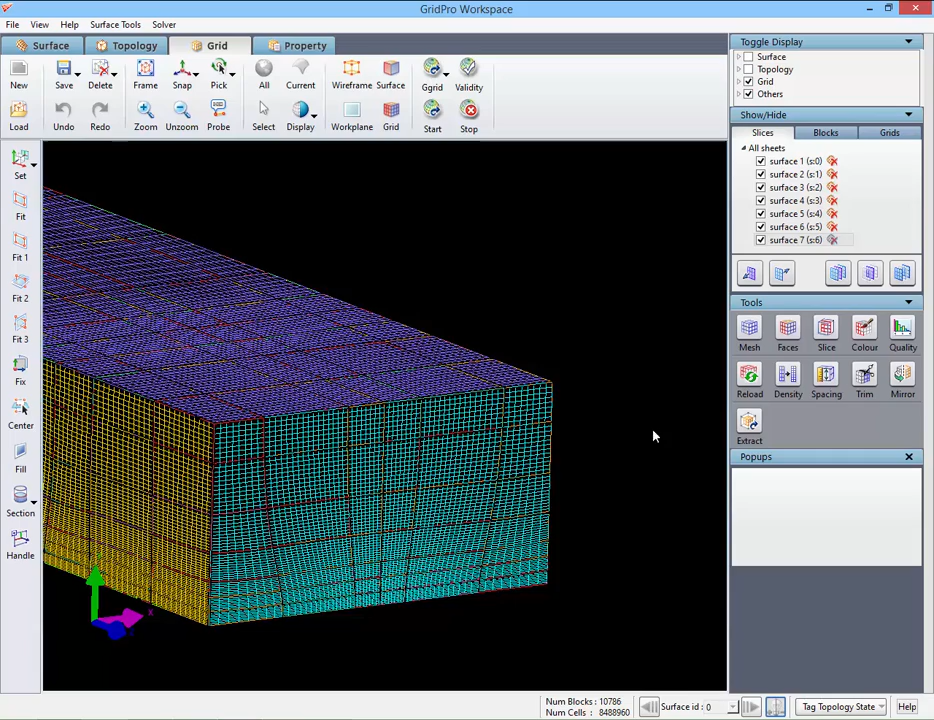 GridPro Workspace
File View Help Surface Tools Solver
Surface Topology Grid Property
New Save Delete Frame Snap Pick All Current Wireframe Surface Ggrid Validity
Load Undo Redo Zoom Unzoom Probe Select Display Workplane Grid Start Stop
Set
Fit
Fit 1
Fit 2
Fit 3
Fix
Center
Fill
Section
Handle
Toggle Display
Surface
Topology
Grid
Others
Show/Hide
Slices Blocks Grids
All sheets
surface 1 (s:0)
surface 2 (s:1)
surface 3 (s:2)
surface 4 (s:3)
surface 5 (s:4)
surface 6 (s:5)
surface 7 (s:6)
Tools
Mesh Faces Slice Colour Quality
Reload Density Spacing Trim Mirror
Extract
Popups
X
Num Blocks: 10786
Num Cells: 8488960
Surface id: 0
Tag Topology State
Help